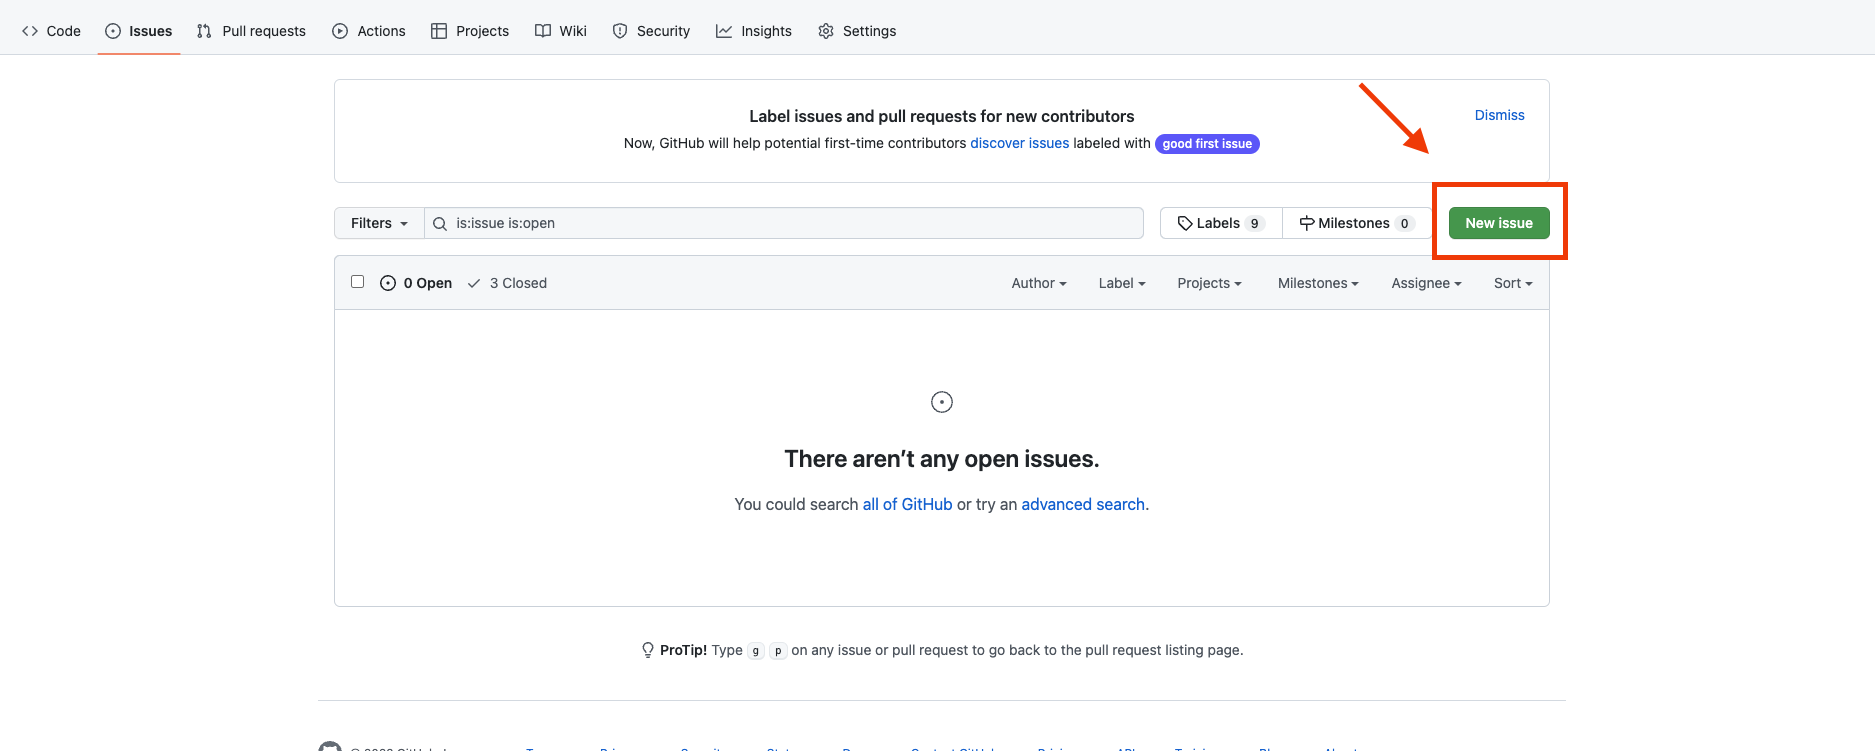 Code Issues Pull requests Actions Projects Wiki Security Insights Settings
Label issues and pull requests for new contributors
Dismiss
Now, GitHub will help potential first-time contributors discover issues labeled with good first issue
Filters is:issue is:open Labels 9 Milestones 0 New issue
0 Open 3 Closed Author Label Projects Milestones Assignee Sort
There aren’t any open issues.
You could search all of GitHub or try an advanced search.
ProTip! Type g p on any issue or pull request to go back to the pull request listing page.